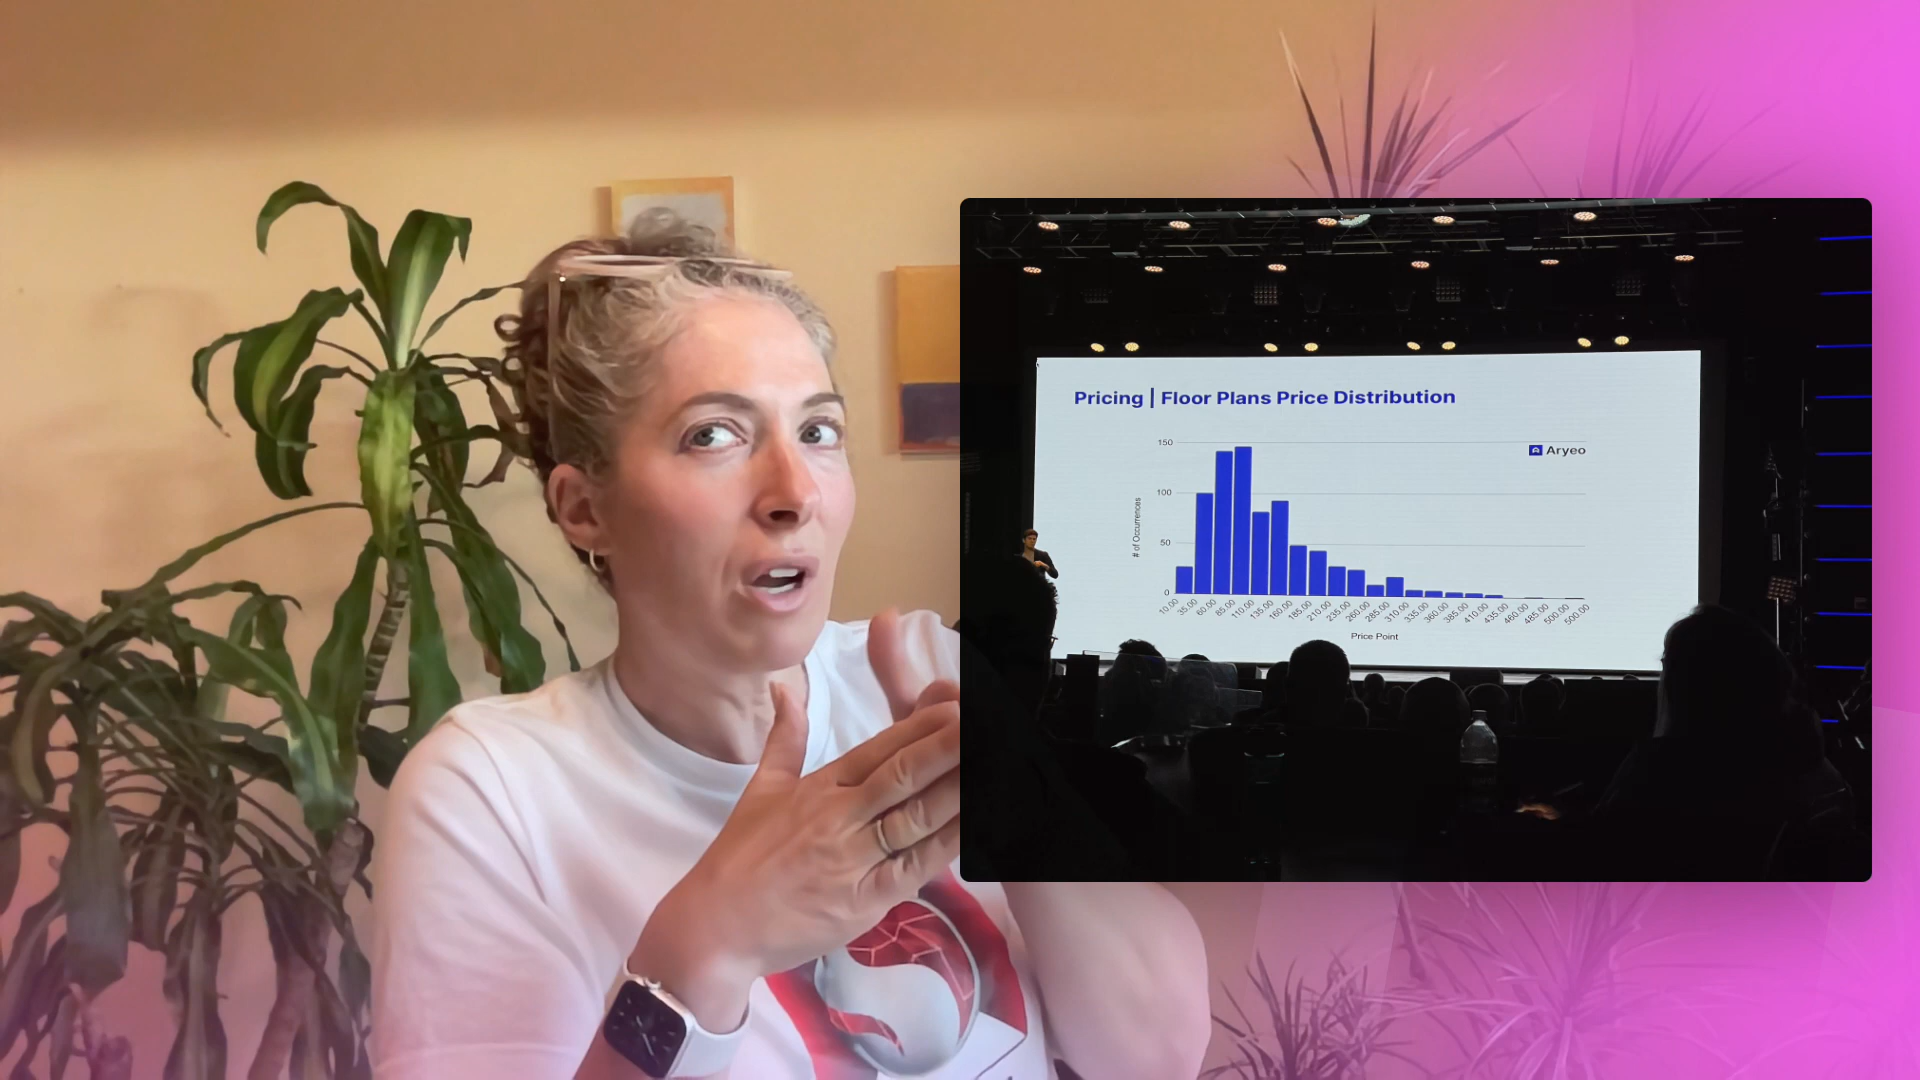 Pricing | Floor Plans Price Distribution
Aryeo
150
100
50
0
# of Occurrences
10.00 35.00 60.00 85.00 110.00 135.00 160.00 185.00 210.00 235.00 260.00 285.00 310.00 335.00 360.00 385.00 410.00 435.00 460.00 485.00 500.00 500.00
Price Point